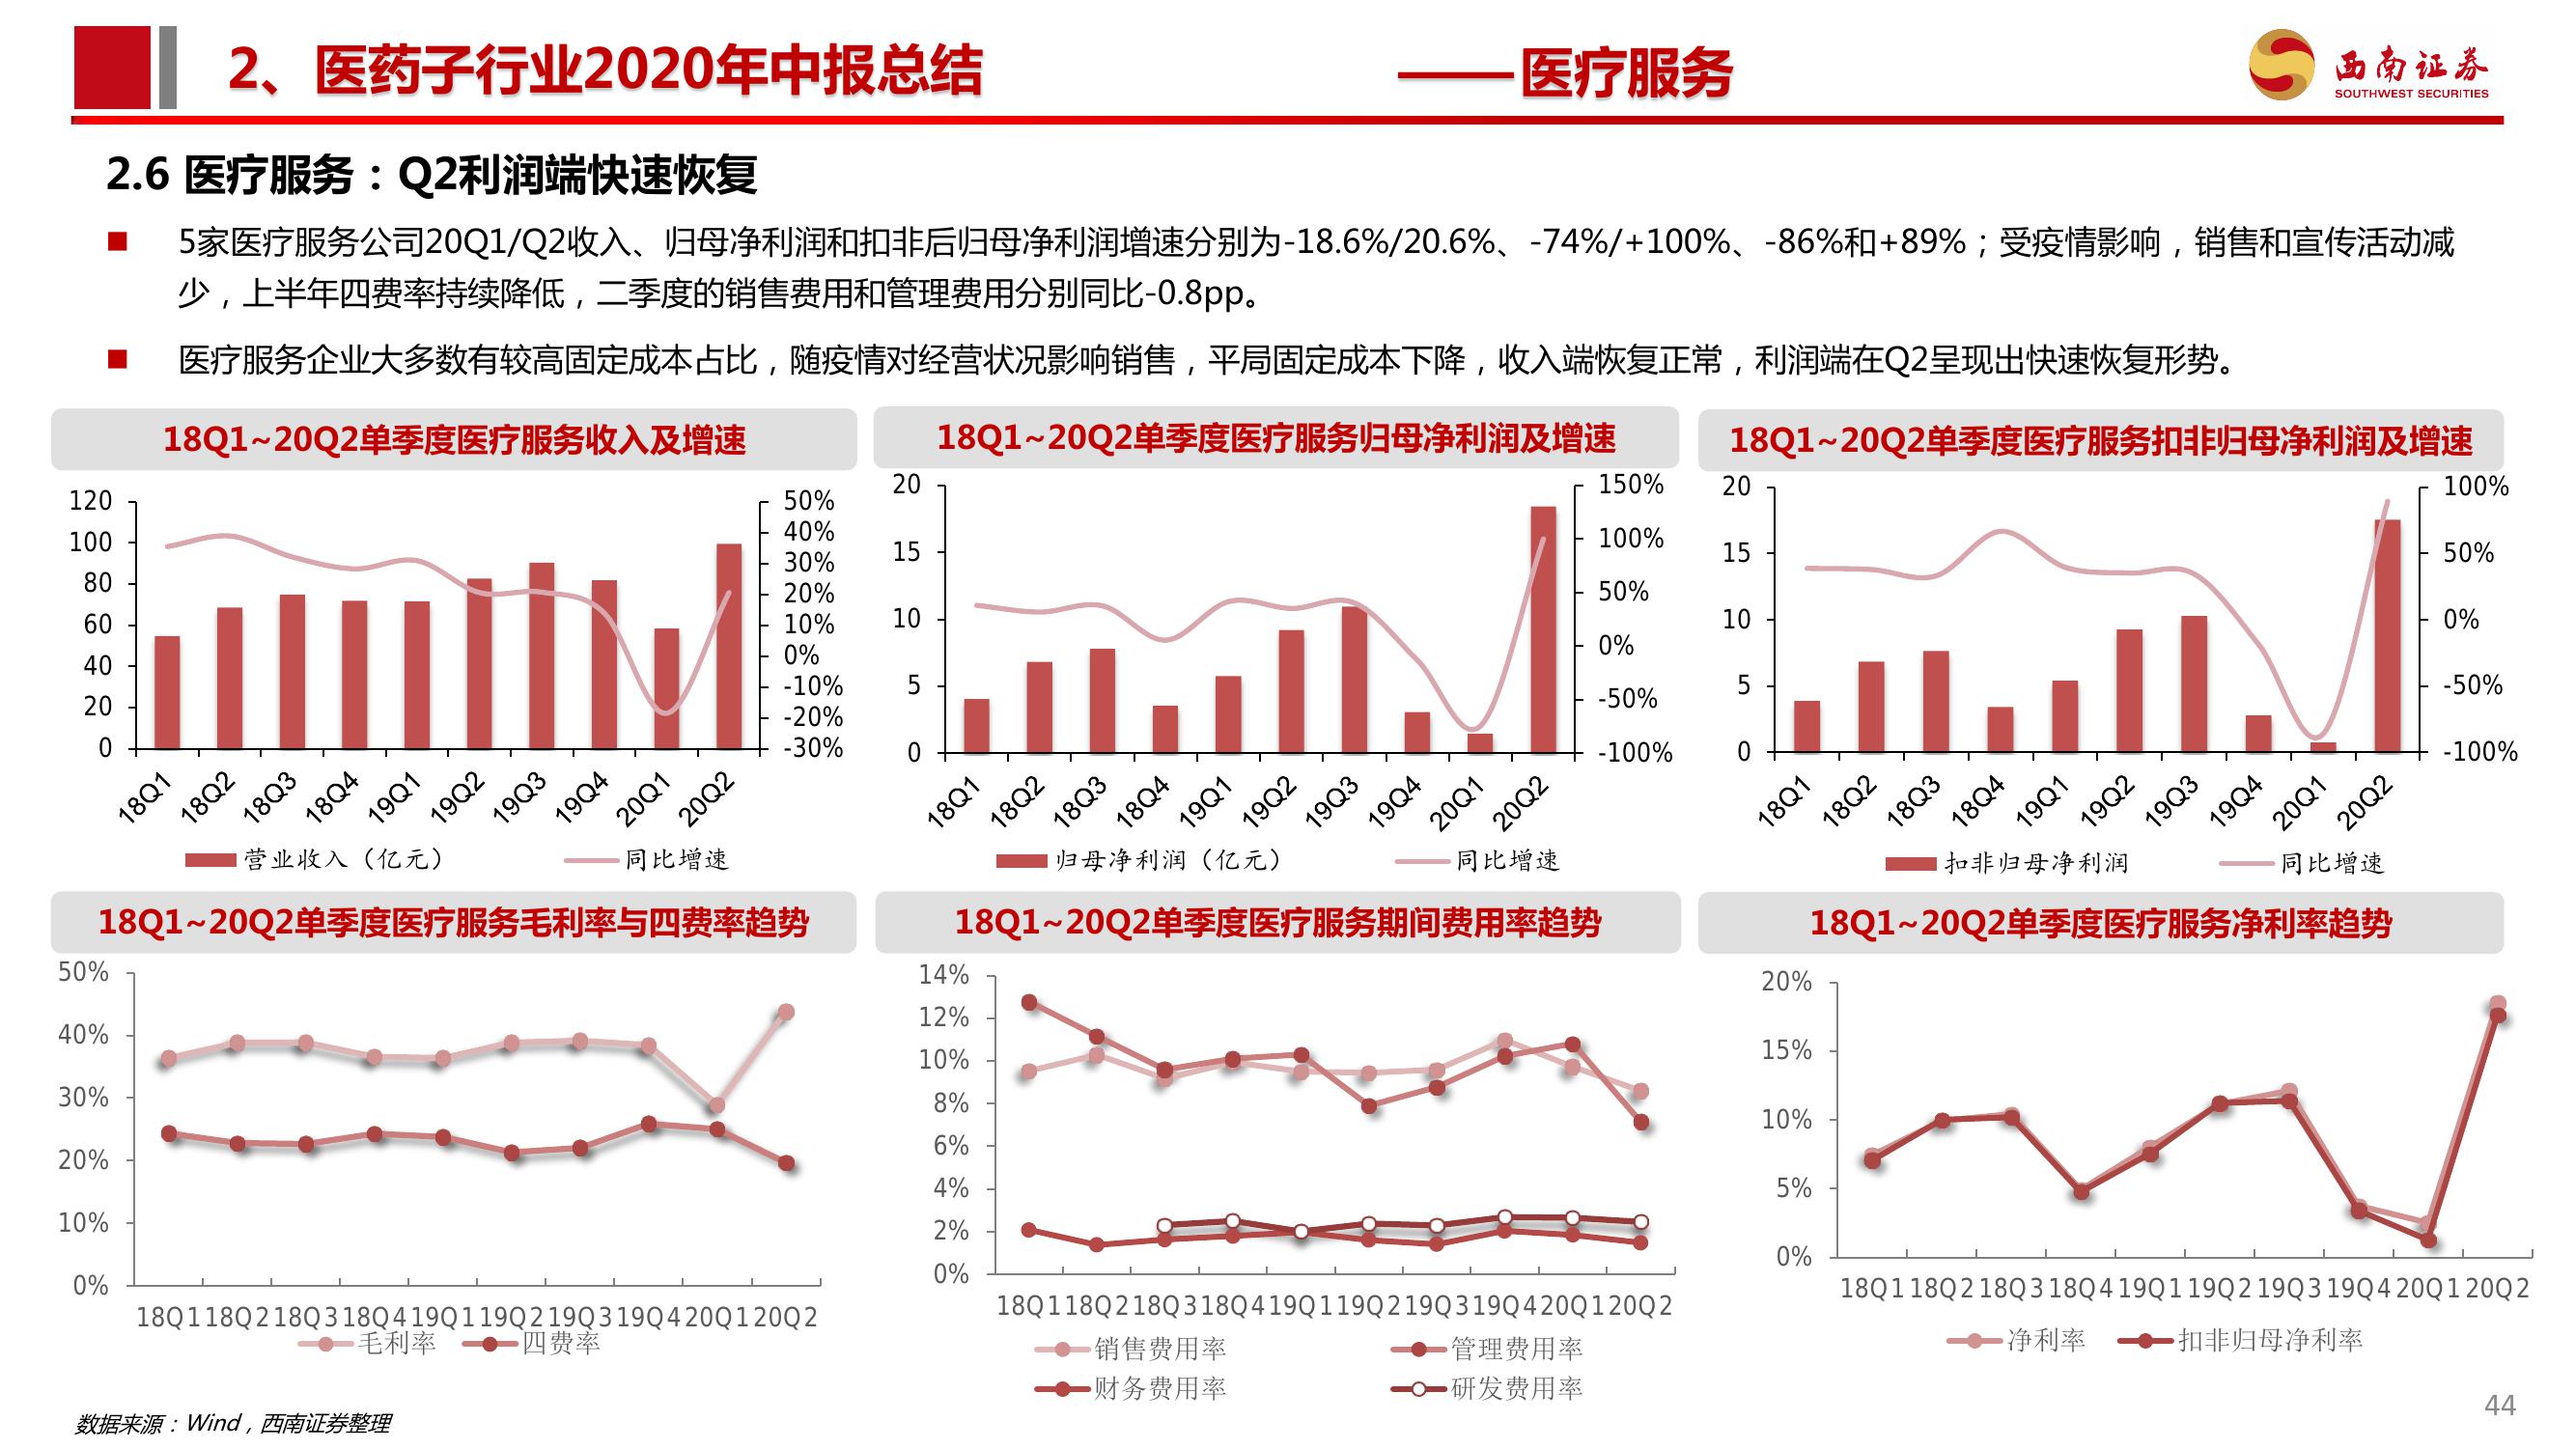 2、医药子行业2020年中报总结
——医疗服务
西南证券
SOUTHWEST SECURITIES
2.6 医疗服务：Q2利润端快速恢复
5家医疗服务公司20Q1/Q2收入、归母净利润和扣非后归母净利润增速分别为-18.6%/20.6%、-74%/+100%、-86%和+89%；受疫情影响，销售和宣传活动减
少，上半年四费率持续降低，二季度的销售费用和管理费用分别同比-0.8pp。
医疗服务企业大多数有较高固定成本占比，随疫情对经营状况影响销售，平局固定成本下降，收入端恢复正常，利润端在Q2呈现出快速恢复形势。
18Q1~20Q2单季度医疗服务收入及增速
120
100
80
60
40
20
0
50%
40%
30%
20%
10%
0%
-10%
-20%
-30%
18Q1 18Q2 18Q3 18Q4 19Q1 19Q2 19Q3 19Q4 20Q1 20Q2
营业收入（亿元） 同比增速
18Q1~20Q2单季度医疗服务归母净利润及增速
20
15
10
5
0
150%
100%
50%
0%
-50%
-100%
18Q1 18Q2 18Q3 18Q4 19Q1 19Q2 19Q3 19Q4 20Q1 20Q2
归母净利润（亿元） 同比增速
18Q1~20Q2单季度医疗服务扣非归母净利润及增速
20
15
10
5
0
100%
50%
0%
-50%
-100%
18Q1 18Q2 18Q3 18Q4 19Q1 19Q2 19Q3 19Q4 20Q1 20Q2
扣非归母净利润 同比增速
18Q1~20Q2单季度医疗服务毛利率与四费率趋势
50%
40%
30%
20%
10%
0%
18Q1 18Q2 18Q3 18Q4 19Q1 19Q2 19Q3 19Q4 20Q1 20Q2
毛利率 四费率
18Q1~20Q2单季度医疗服务期间费用率趋势
14%
12%
10%
8%
6%
4%
2%
0%
18Q1 18Q2 18Q3 18Q4 19Q1 19Q2 19Q3 19Q4 20Q1 20Q2
销售费用率 管理费用率
财务费用率 研发费用率
18Q1~20Q2单季度医疗服务净利率趋势
20%
15%
10%
5%
0%
18Q1 18Q2 18Q3 18Q4 19Q1 19Q2 19Q3 19Q4 20Q1 20Q2
净利率 扣非归母净利率
数据来源：Wind，西南证券整理
44